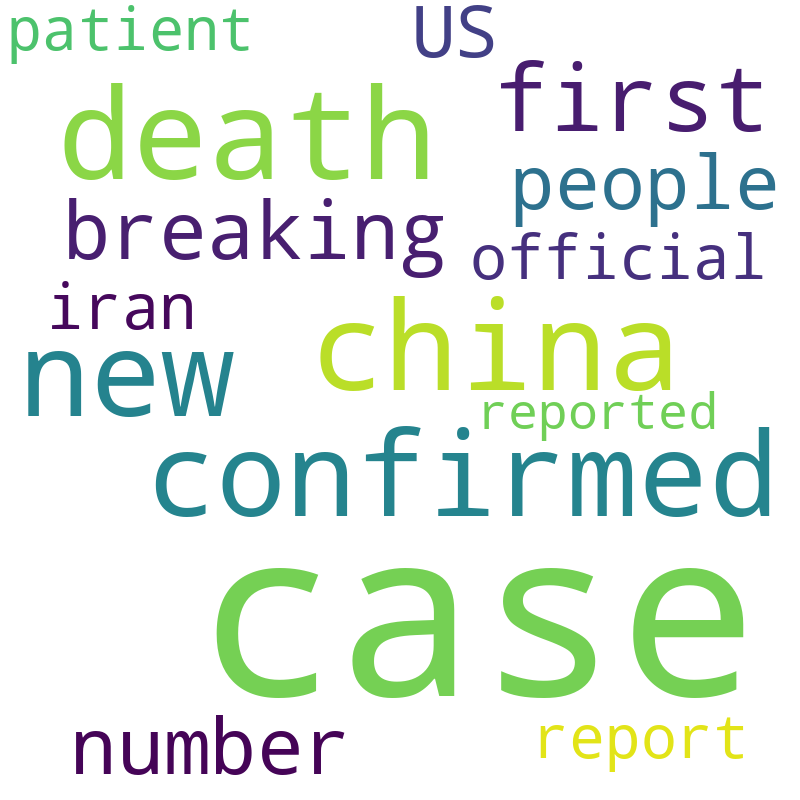 patient
US
first
death
people
breaking
official
iran
china
new
reported
confirmed
case
number
report